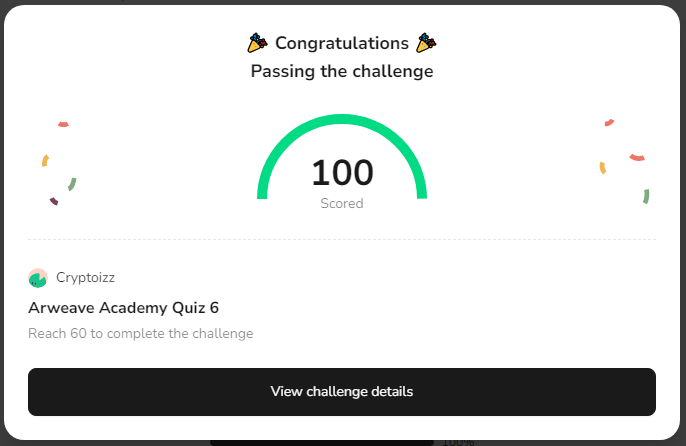 🎉 Congratulations 🎉
Passing the challenge
100
Scored
Cryptoizz
Arweave Academy Quiz 6
Reach 60 to complete the challenge
View challenge details
100%